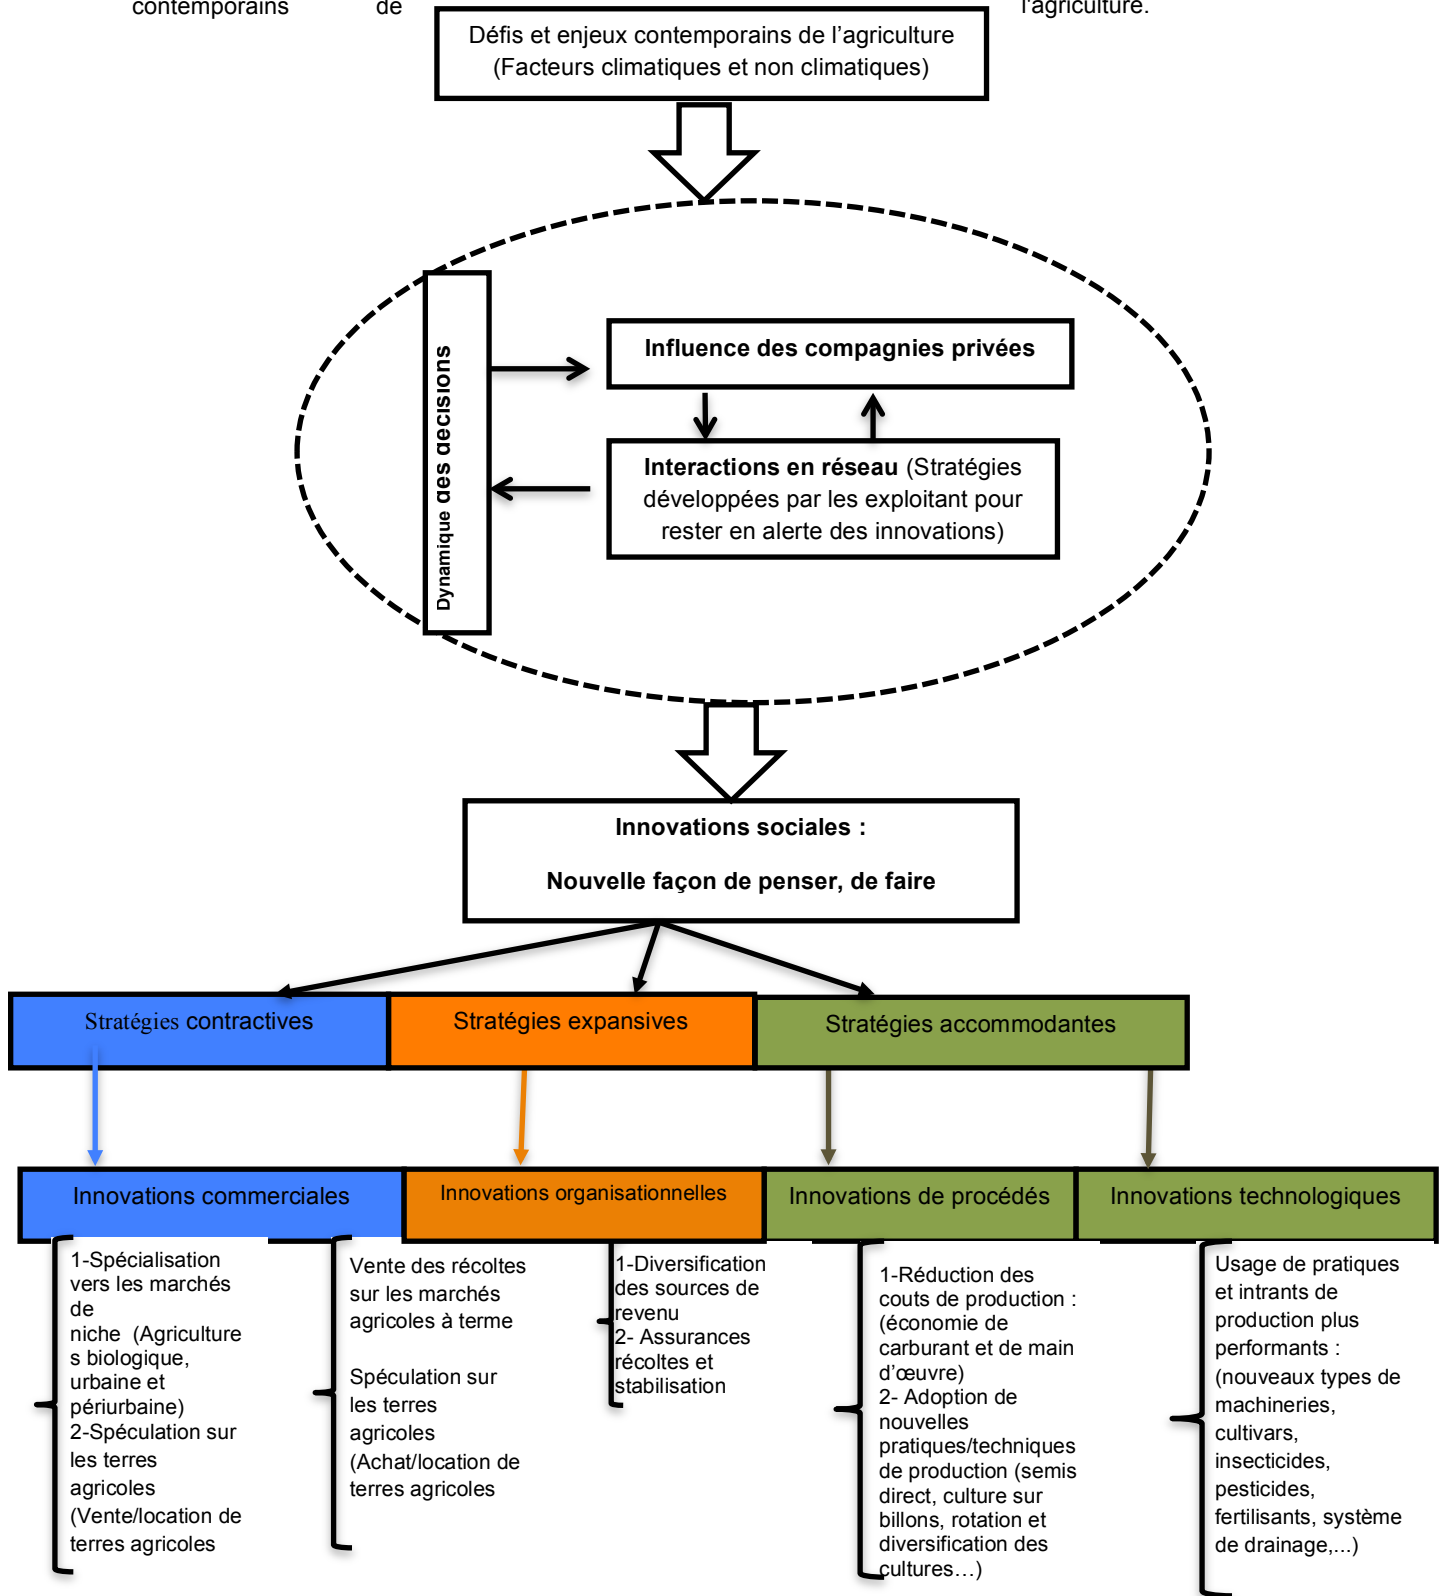 contemporains de l'agriculture.
Défis et enjeux contemporains de l’agriculture
(Facteurs climatiques et non climatiques)
Dynamique des decisions
Influence des compagnies privées
Interactions en réseau (Stratégies
développées par les exploitant pour
rester en alerte des innovations)
Innovations sociales :
Nouvelle façon de penser, de faire
Stratégies contractives
Stratégies expansives
Stratégies accommodantes
Innovations commerciales
Innovations organisationnelles
Innovations de procédés
Innovations technologiques
1-Spécialisation
vers les marchés
de
niche (Agriculture
s biologique,
urbaine et
périurbaine)
2-Spéculation sur
les terres
agricoles
(Vente/location de
terres agricoles
Vente des récoltes
sur les marchés
agricoles à terme
Spéculation sur
les terres
agricoles
(Achat/location de
terres agricoles
1-Diversification
des sources de
revenu
2- Assurances
récoltes et
stabilisation
1-Réduction des
couts de production :
(économie de
carburant et de main
d’œuvre)
2- Adoption de
nouvelles
pratiques/techniques
de production (semis
direct, culture sur
billons, rotation et
diversification des
cultures…)
Usage de pratiques
et intrants de
production plus
performants :
(nouveaux types de
machineries,
cultivars,
insecticides,
pesticides,
fertilisants, système
de drainage,...)